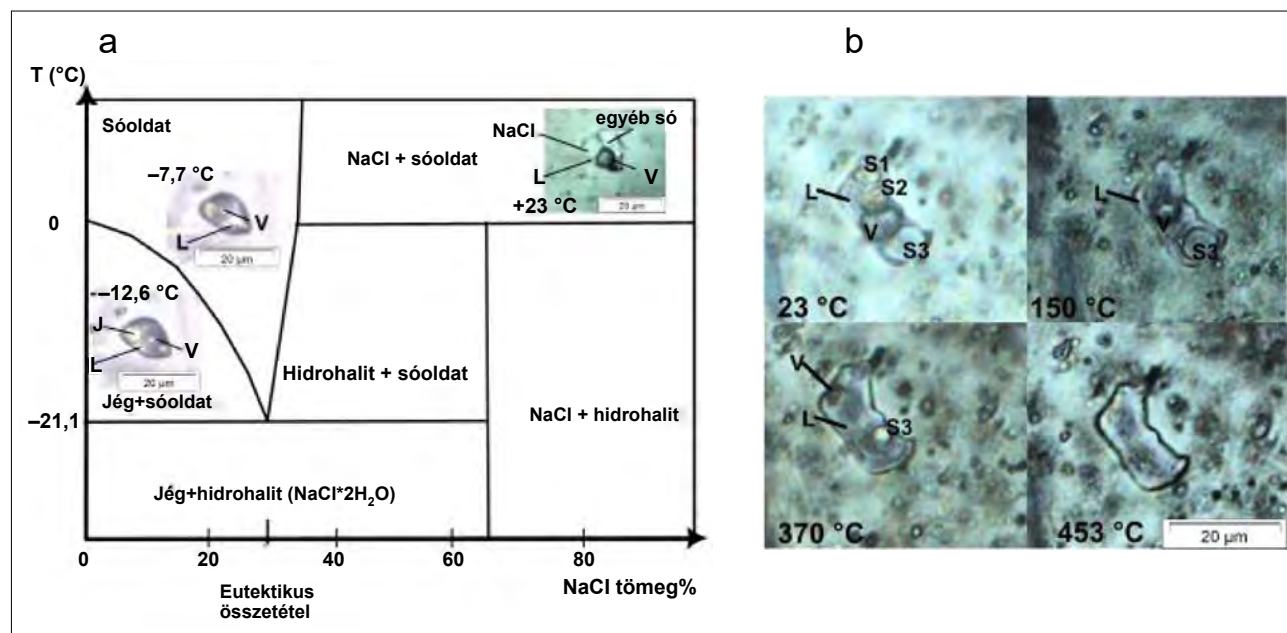 a
T (°C)
Sóoldat
–7,7 °C
V
L
20 µm
0
–12,6 °C
J
L
V
20 µm
Jég+sóoldat
–21,1
NaCl + sóoldat
NaCl
egyéb só
L
V
+23 °C
20 µm
Hidrohalit + sóoldat
NaCl + hidrohalit
Jég+hidrohalit (NaCl*2H₂O)
0
20
40
60
80
Eutektikus
összetétel
NaCl tömeg%
b
S1
L
S2
V
S3
23 °C
L
V
S3
150 °C
V
L
S3
370 °C
453 °C
20 µm